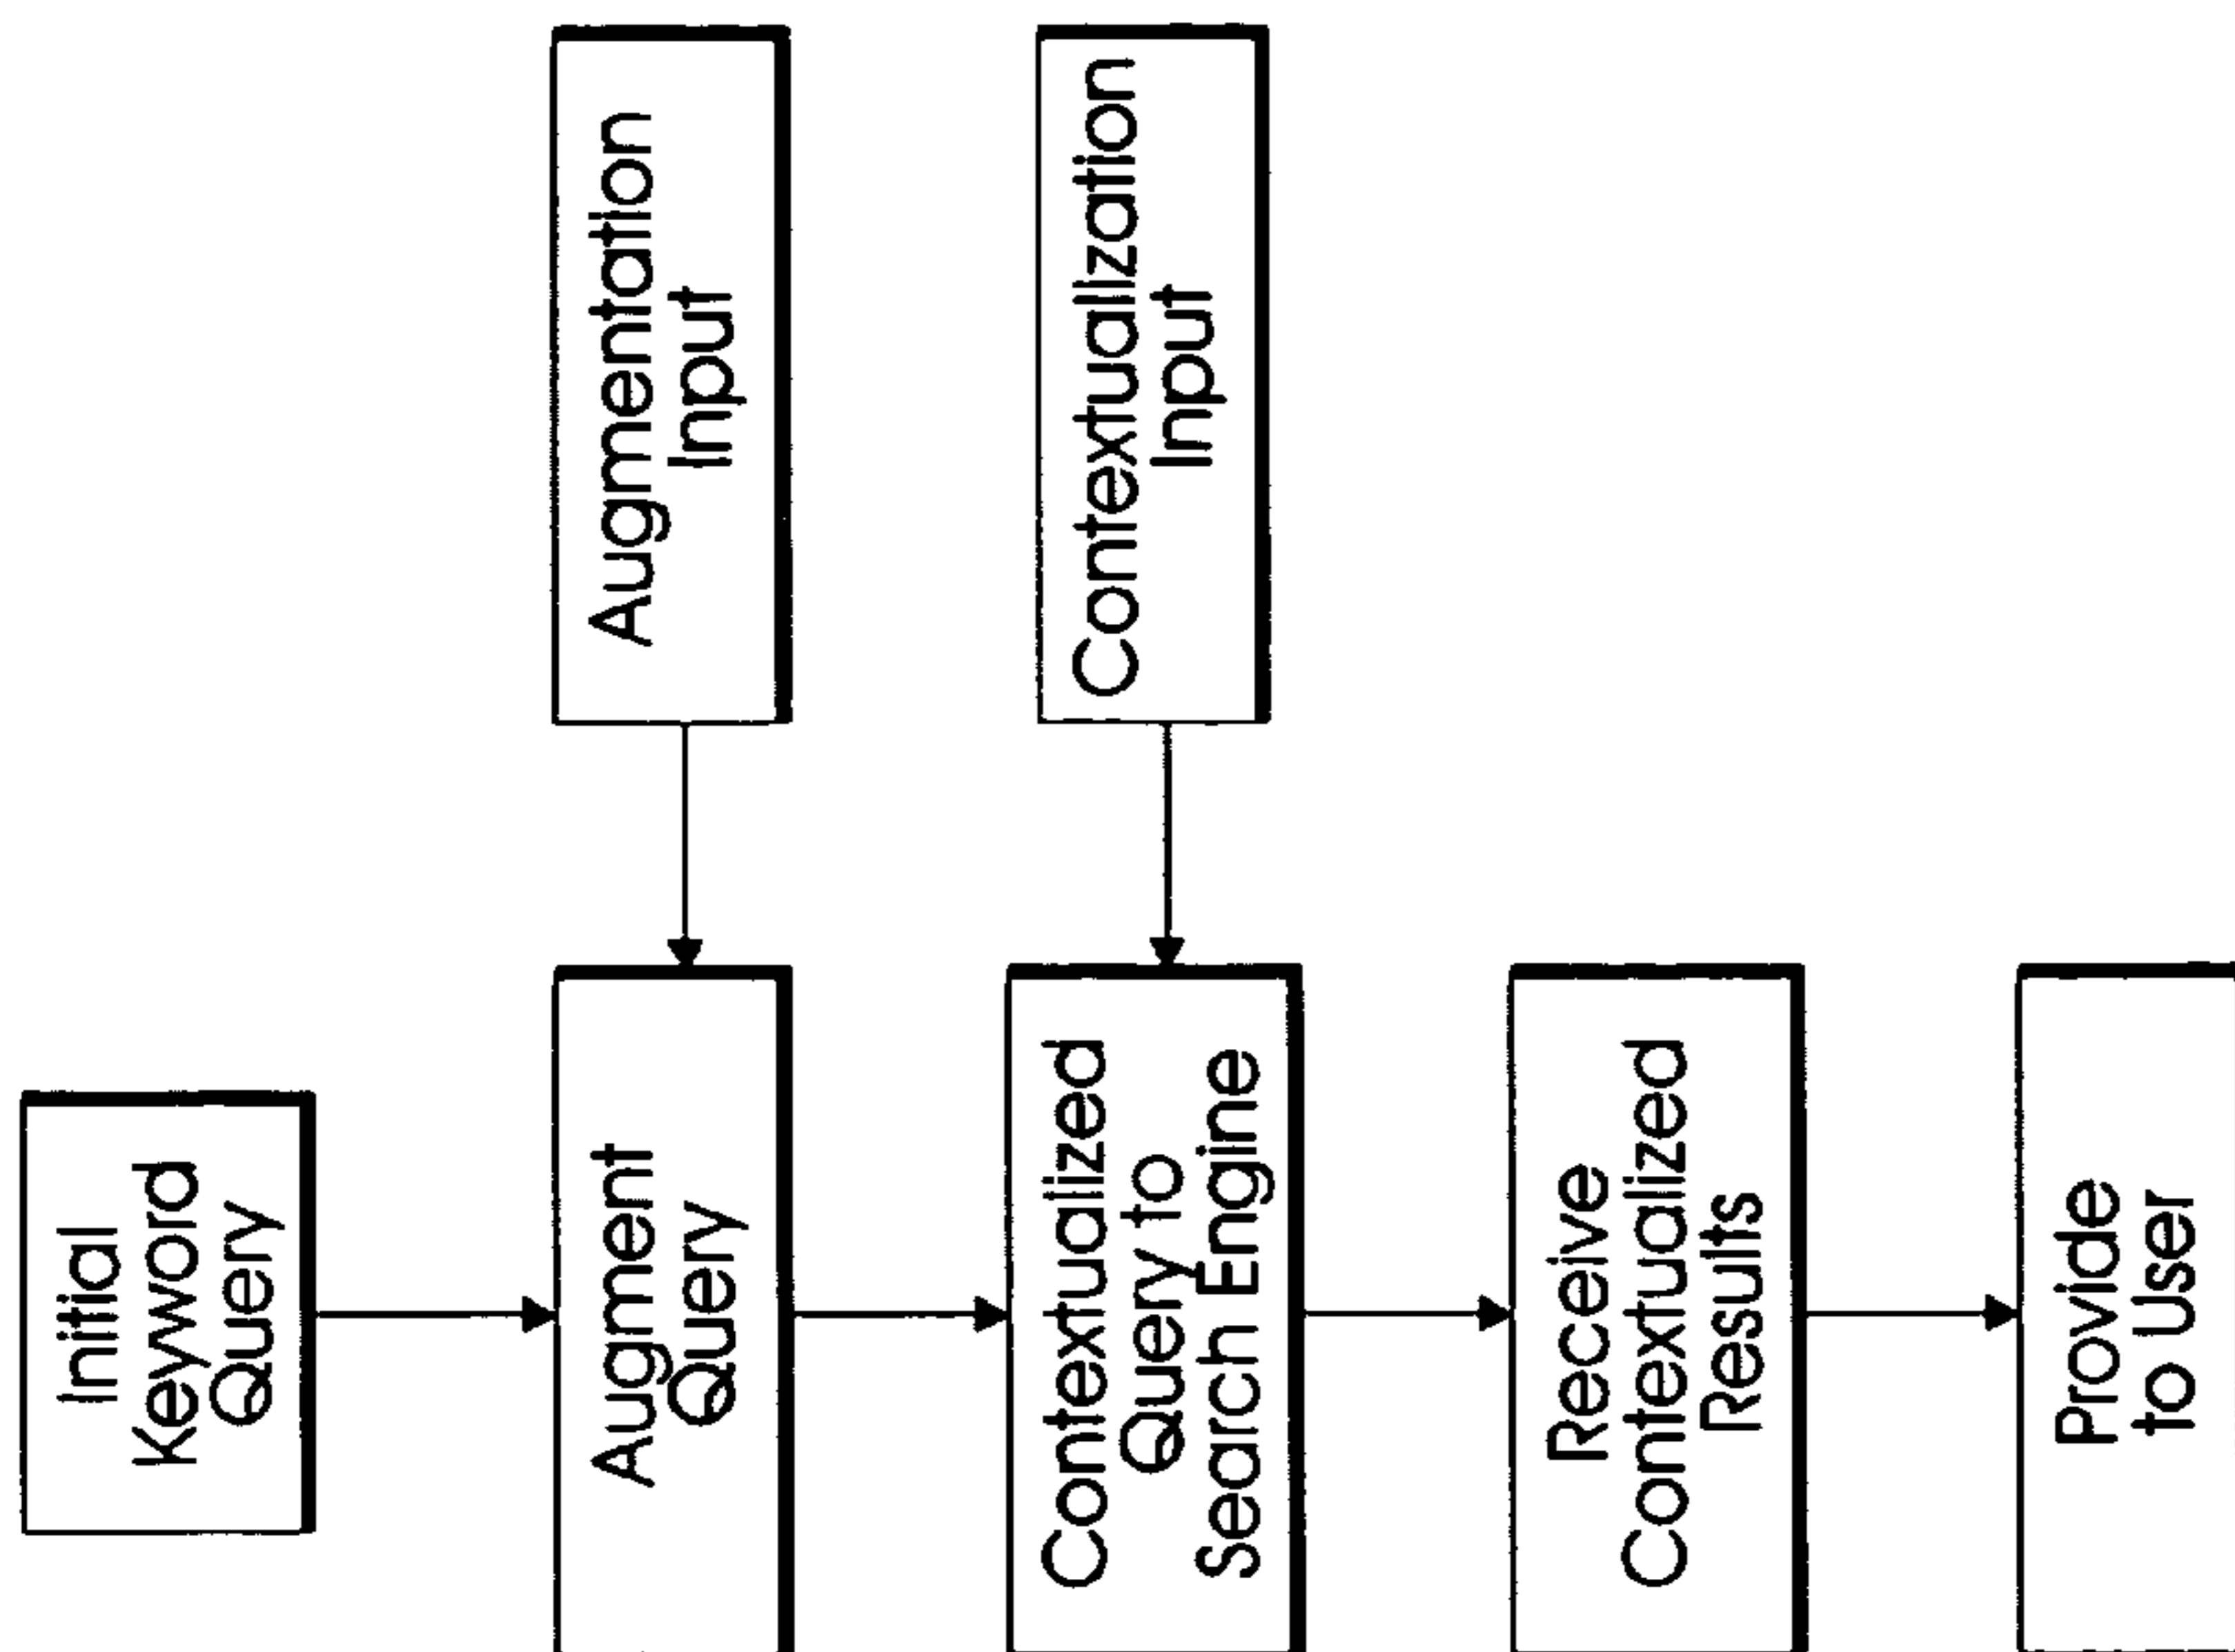 Initial
Keyword
Query
Augment
Query
Augmentation
Input
Contextualized
Query to
Search Engine
Contextualization
Input
Receive
Contextualized
Results
Provide
to User